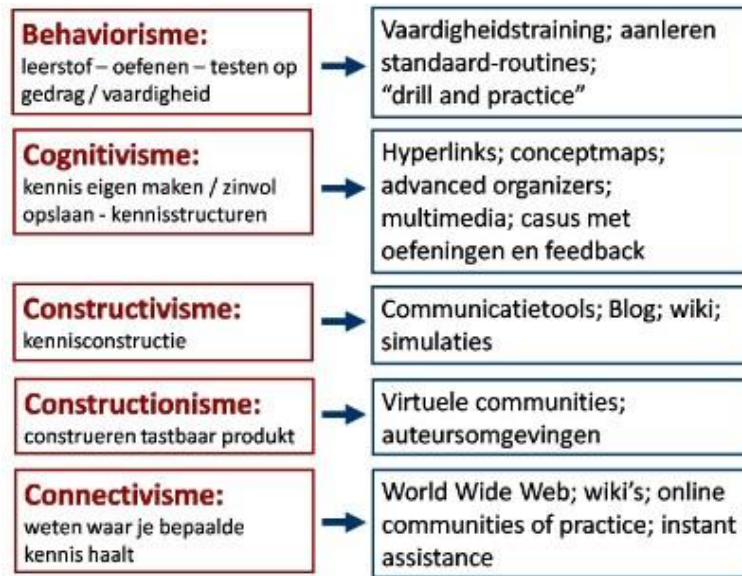 Behaviorisme:
leerstof – oefenen – testen op
gedrag / vaardigheid
Vaardigheidstraining; aanleren
standaard-routines;
“drill and practice”
Cognitivisme:
kennis eigen maken / zinvol
opslaan - kennisstructuren
Hyperlinks; conceptmaps;
advanced organizers;
multimedia; casus met
oefeningen en feedback
Constructivisme:
kennisconstructie
Communicatietools; Blog; wiki;
simulaties
Constructionisme:
construeren tastbaar produkt
Virtuele communities;
auteursomgevingen
Connectivisme:
weten waar je bepaalde
kennis haalt
World Wide Web; wiki’s; online
communities of practice; instant
assistance